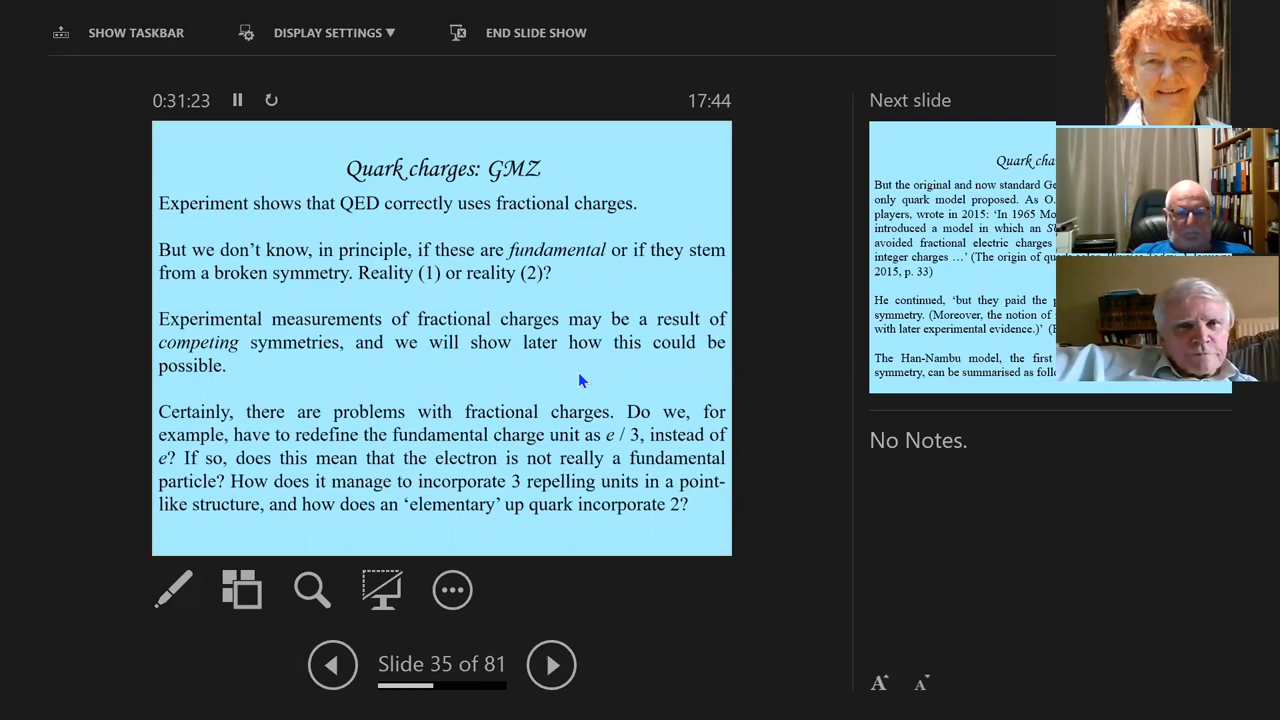 SHOW TASKBAR
DISPLAY SETTINGS ▼
END SLIDE SHOW
0:31:23
17:44
Quark charges: GMZ
Experiment shows that QED correctly uses fractional charges.
But we don't know, in principle, if these are fundamental or if they stem
from a broken symmetry. Reality (1) or reality (2)?
Experimental measurements of fractional charges may be a result of
competing symmetries, and we will show later how this could be
possible.
Certainly, there are problems with fractional charges. Do we, for
example, have to redefine the fundamental charge unit as e / 3, instead of
e? If so, does this mean that the electron is not really a fundamental
particle? How does it manage to incorporate 3 repelling units in a point-
like structure, and how does an ‘elementary’ up quark incorporate 2?
Slide 35 of 81
Next slide
Quark cha
But the original and now standard Ge
only quark model proposed. As O.
players, wrote in 2015: ‘In 1965 Mo
introduced a model in which an
avoided fractional electric charges
integer charges …’ (The origin of
2015, p. 33)
He continued, ‘but they paid the p
symmetry. (Moreover, the notion of
with later experimental evidence.)’
The Han-Nambu model, the first
symmetry, can be summarised as foll
No Notes.
A A